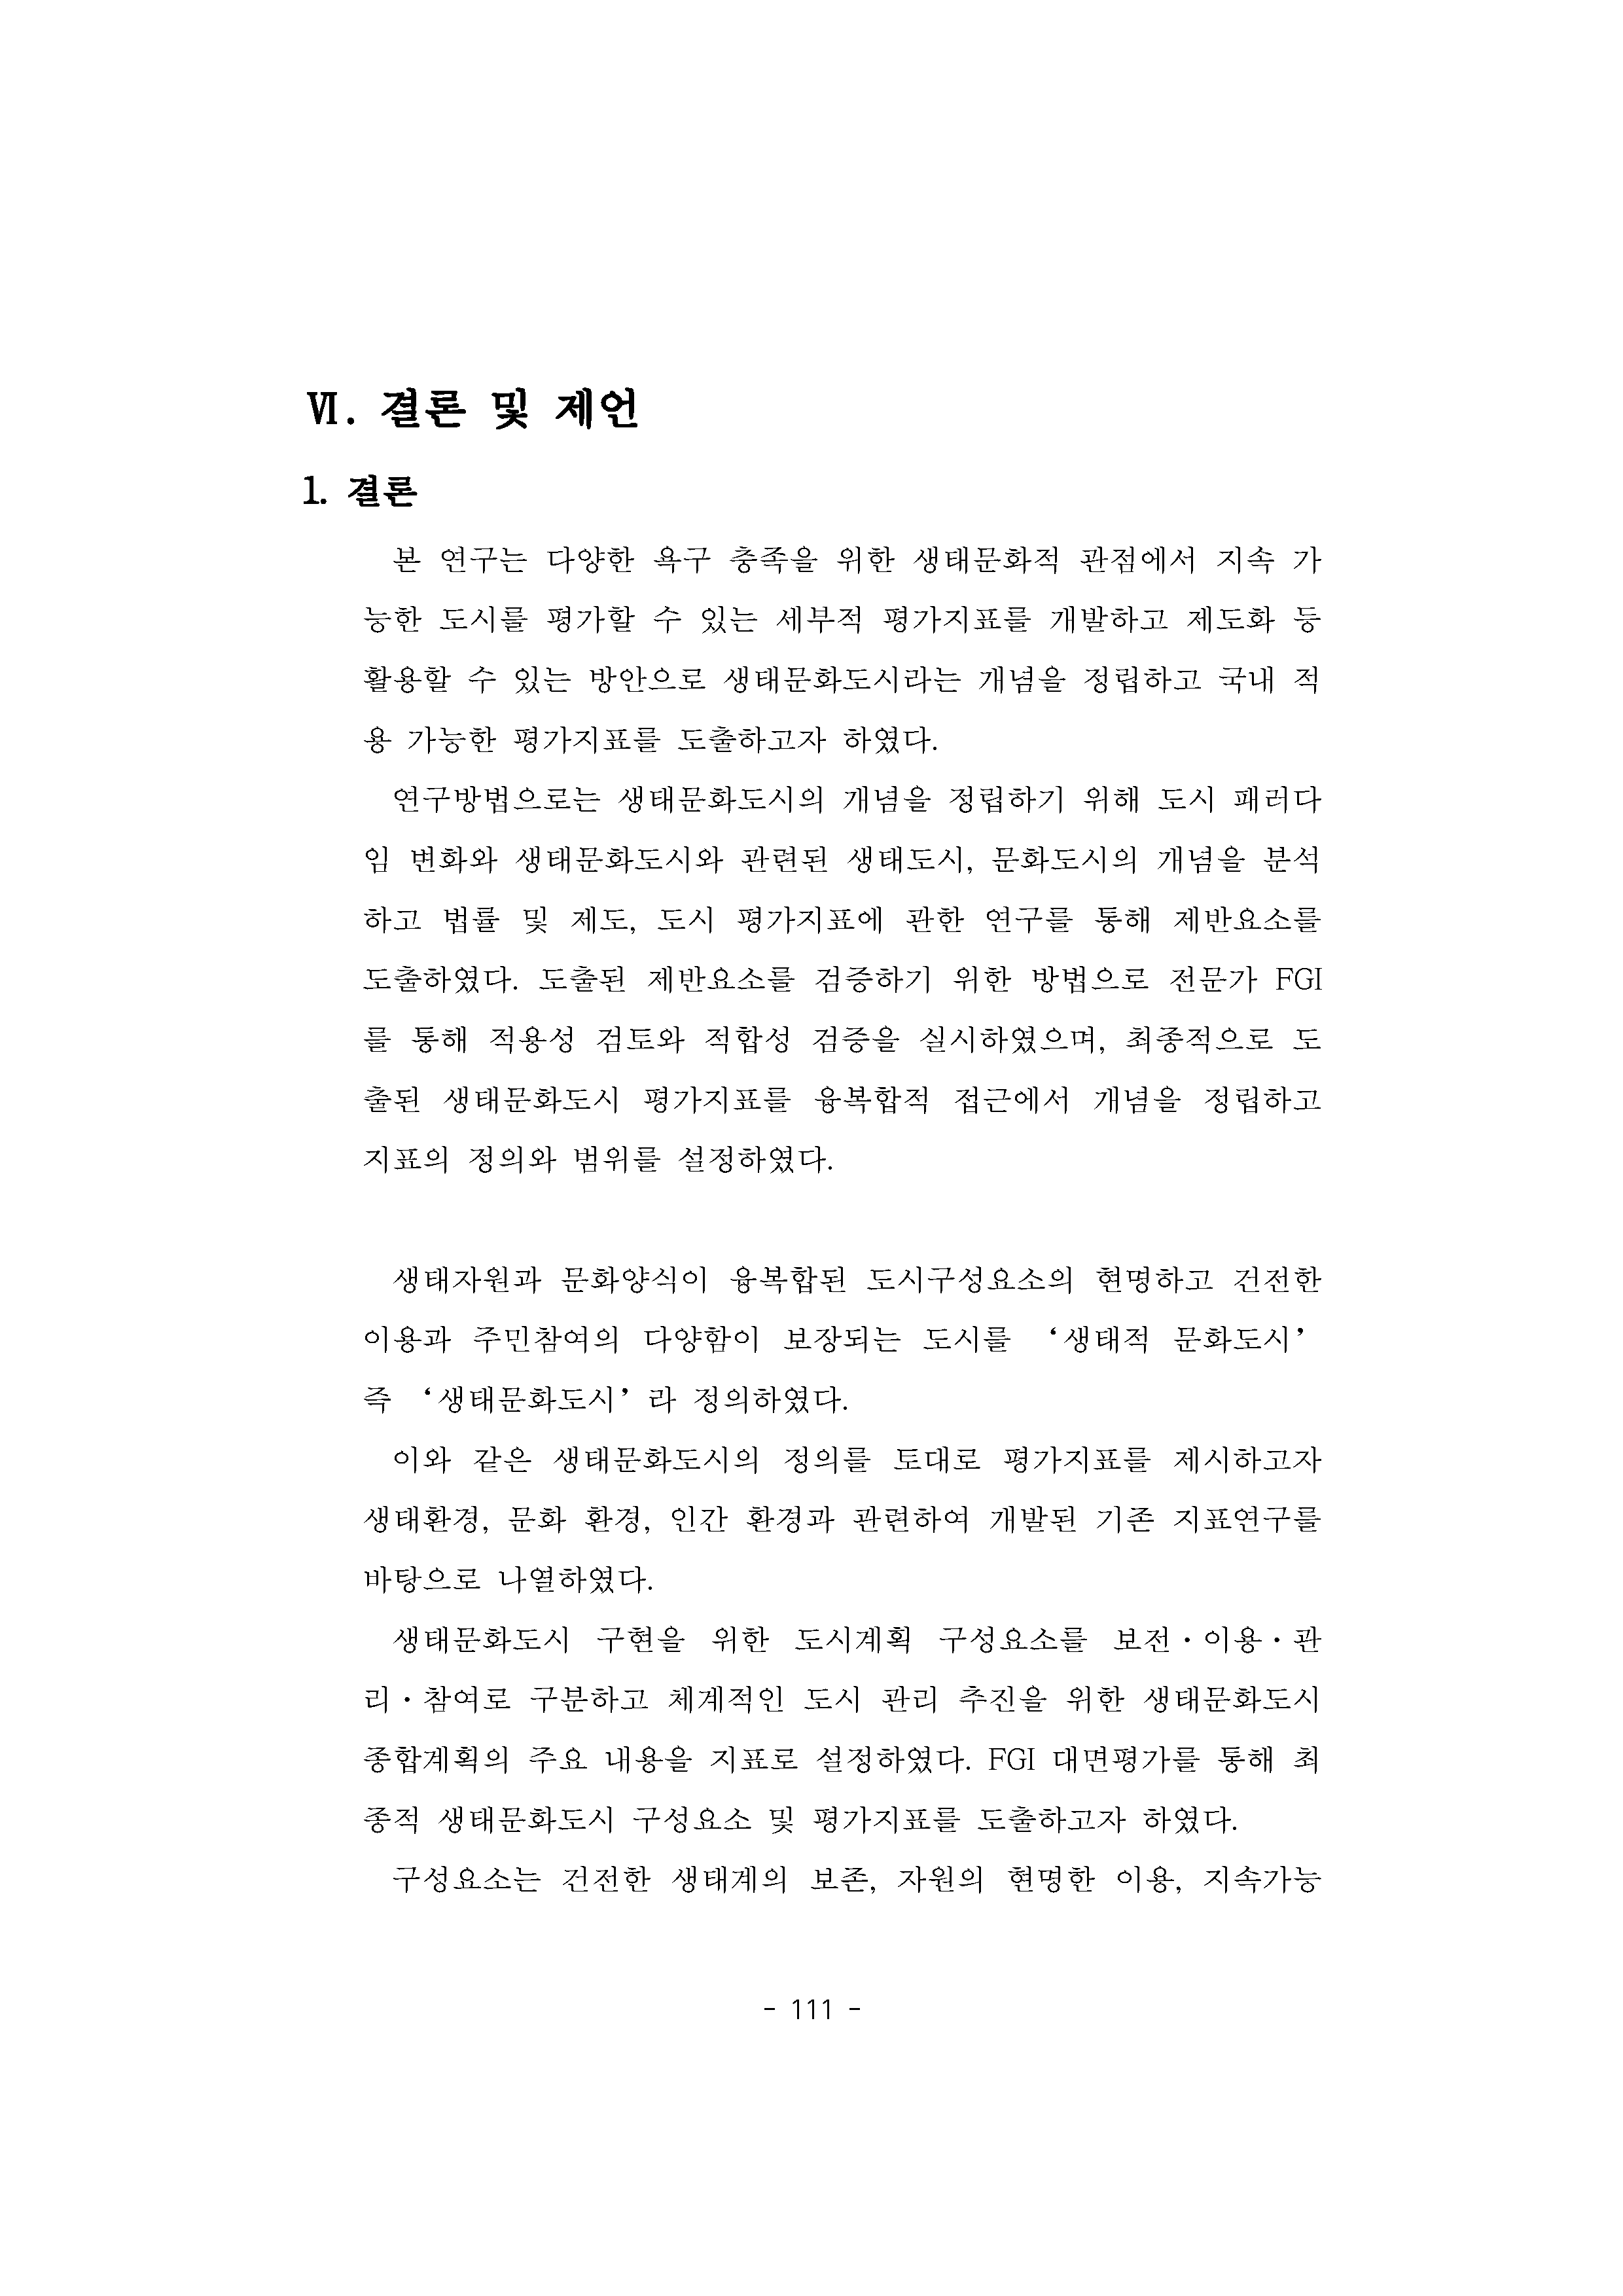 Ⅵ. 결론 및 제언
1. 결론
본 연구는 다양한 욕구 충족을 위한 생태문화적 관점에서 지속 가
능한 도시를 평가할 수 있는 세부적 평가지표를 개발하고 제도화 등
활용할 수 있는 방안으로 생태문화도시라는 개념을 정립하고 국내 적
용 가능한 평가지표를 도출하고자 하였다.
연구방법으로는 생태문화도시의 개념을 정립하기 위해 도시 패러다
임 변화와 생태문화도시와 관련된 생태도시, 문화도시의 개념을 분석
하고 법률 및 제도, 도시 평가지표에 관한 연구를 통해 제반요소를
도출하였다. 도출된 제반요소를 검증하기 위한 방법으로 전문가 FGI
를 통해 적용성 검토와 적합성 검증을 실시하였으며, 최종적으로 도
출된 생태문화도시 평가지표를 융복합적 접근에서 개념을 정립하고
지표의 정의와 범위를 설정하였다.
생태자원과 문화양식이 융복합된 도시구성요소의 현명하고 건전한
이용과 주민참여의 다양함이 보장되는 도시를 ‘생태적 문화도시’
즉 ‘생태문화도시’라 정의하였다.
이와 같은 생태문화도시의 정의를 토대로 평가지표를 제시하고자
생태환경, 문화 환경, 인간 환경과 관련하여 개발된 기존 지표연구를
바탕으로 나열하였다.
생태문화도시 구현을 위한 도시계획 구성요소를 보전·이용·관
리·참여로 구분하고 체계적인 도시 관리 추진을 위한 생태문화도시
종합계획의 주요 내용을 지표로 설정하였다. FGI 대면평가를 통해 최
종적 생태문화도시 구성요소 및 평가지표를 도출하고자 하였다.
구성요소는 건전한 생태계의 보존, 자원의 현명한 이용, 지속가능
- 111 -